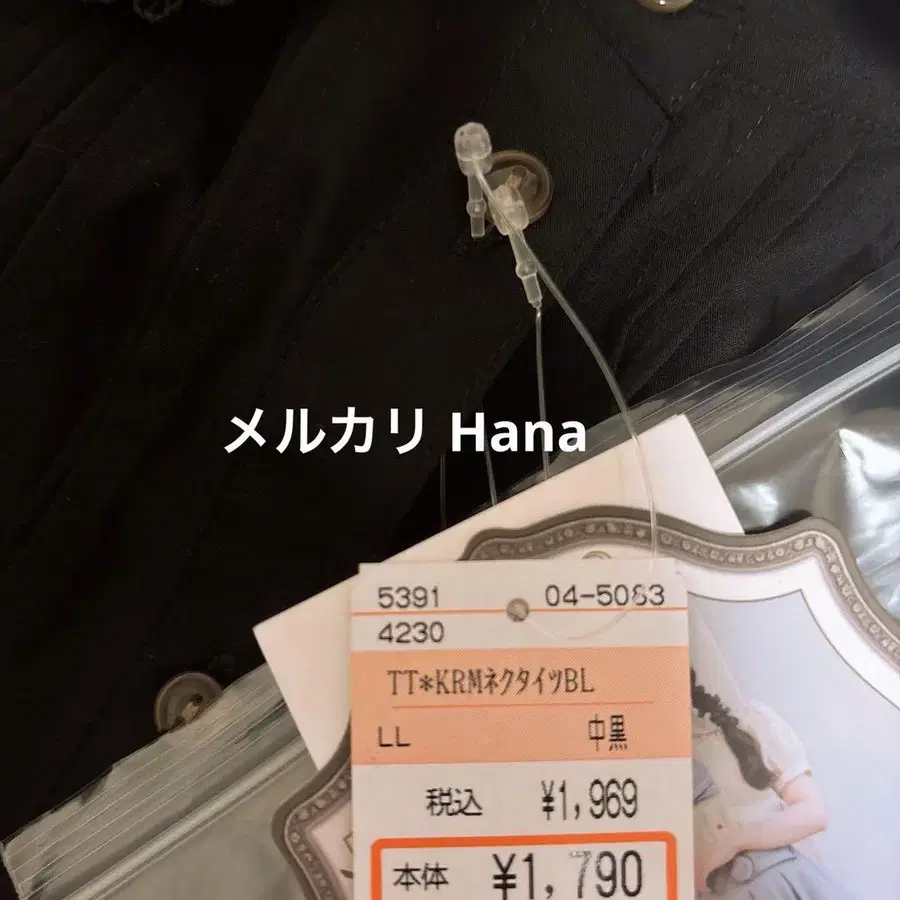 メルカリ Hana
5391 04-5083
4230
TT*KRMネクタイツBL
LL 中黒
税込 ¥1,969
本体 ¥1,790